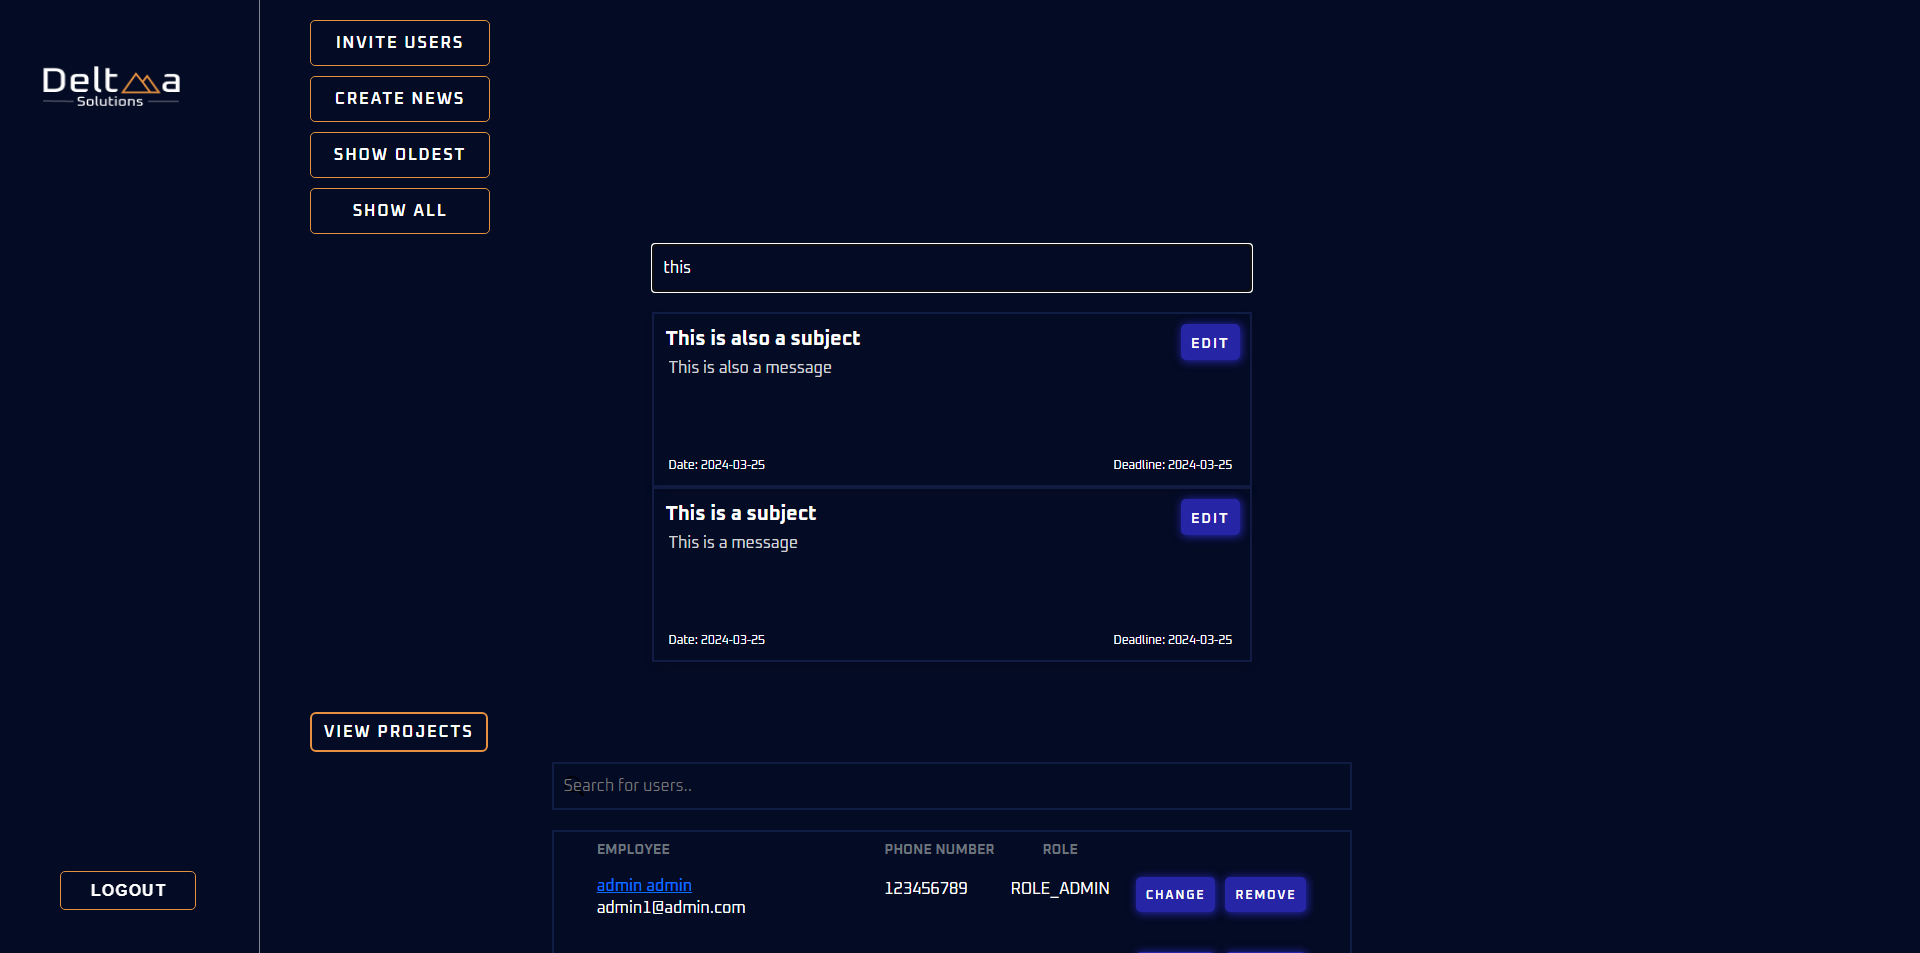 Delta
Solutions
INVITE USERS
CREATE NEWS
SHOW OLDEST
SHOW ALL
this
This is also a subject
EDIT
This is also a message
Date: 2024-03-25
Deadline: 2024-03-25
This is a subject
EDIT
This is a message
Date: 2024-03-25
Deadline: 2024-03-25
VIEW PROJECTS
Search for users..
EMPLOYEE PHONE NUMBER ROLE
admin admin
admin1@admin.com
123456789
ROLE_ADMIN
CHANGE
REMOVE
LOGOUT